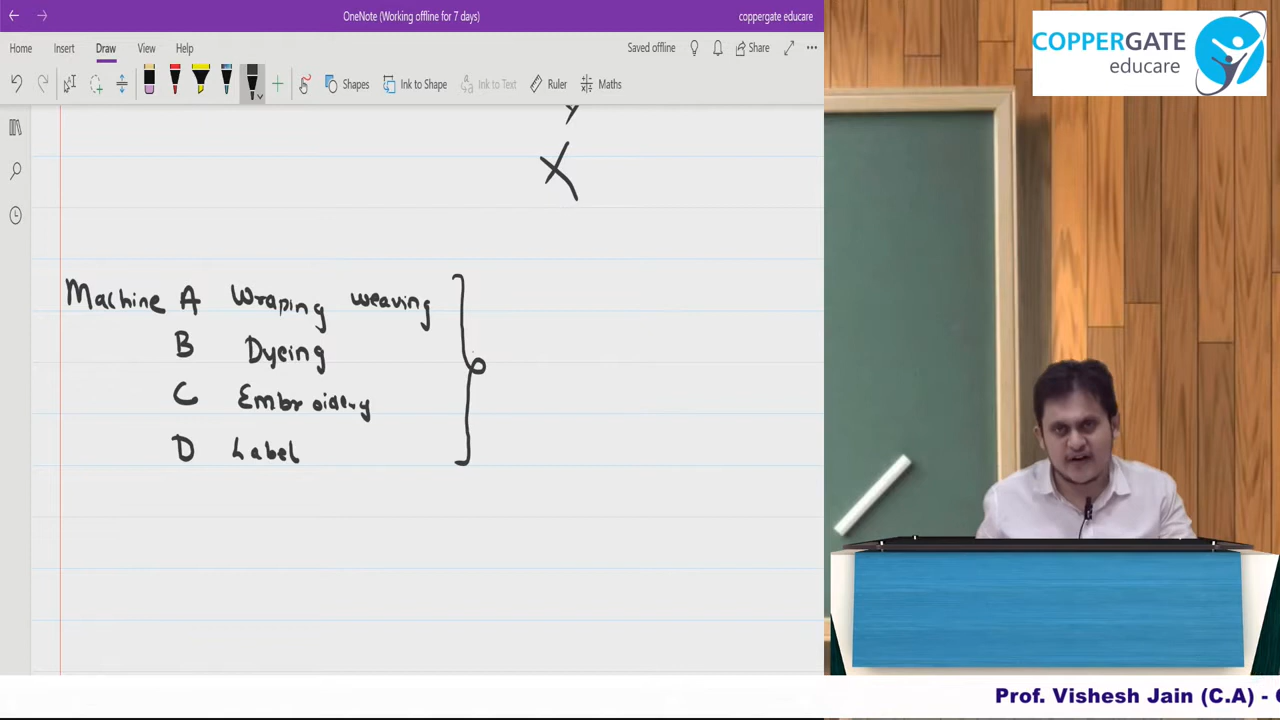 OneNote (Working offline for 7 days)
coppergate educare
Home Insert Draw View Help
Saved offline Share
Shapes Ink to Shape Ink to Text Ruler Maths
COPPERGATE
educare
X
Machine A Wraping weaving
B Dyeing
C Embroidery
D Label
Prof. Vishesh Jain (C.A) -